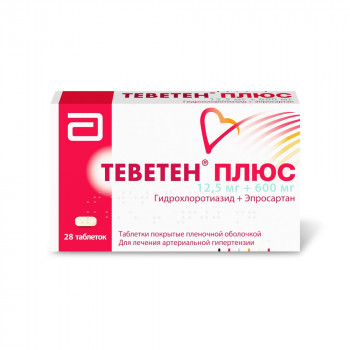 ТЕВЕТЕН® ПЛЮС
12,5 мг + 600 мг
Гидрохлоротиазид + Эпросартан
28 таблеток
Таблетки покрытые пленочной оболочкой
Для лечения артериальной гипертензии